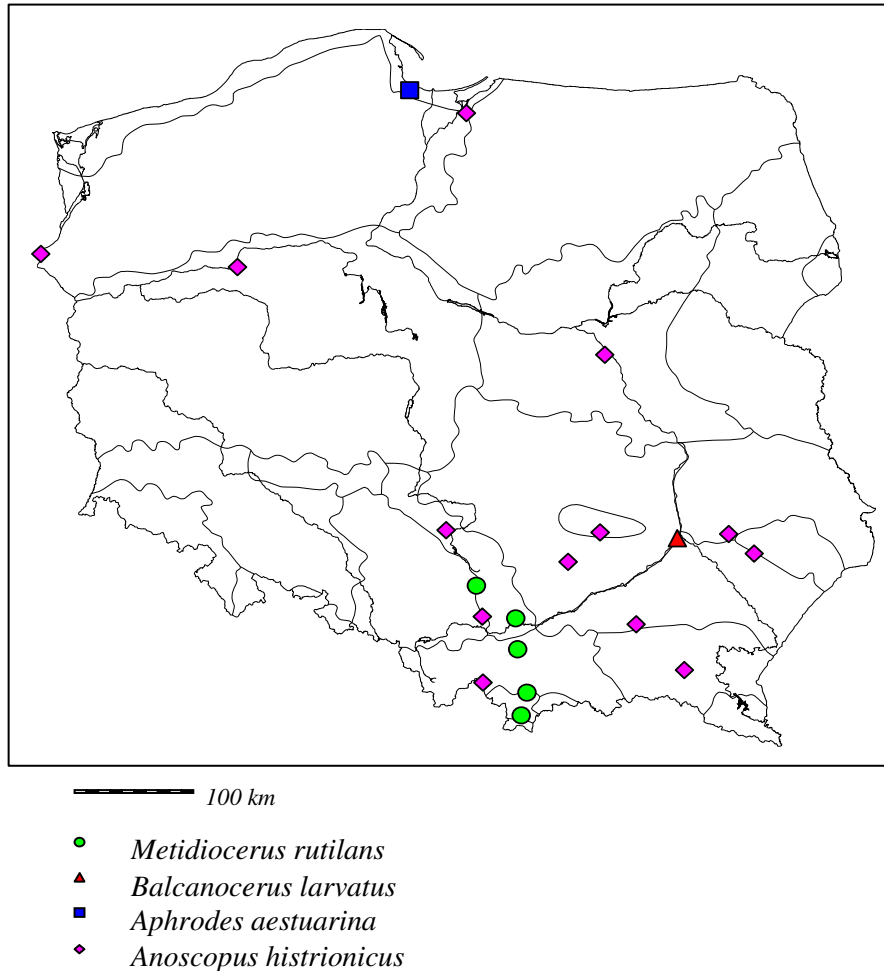 100 km
Metidiocerus rutilans
Balcanocerus larvatus
Aphrodes aestuarina
Anoscopus histrionicus